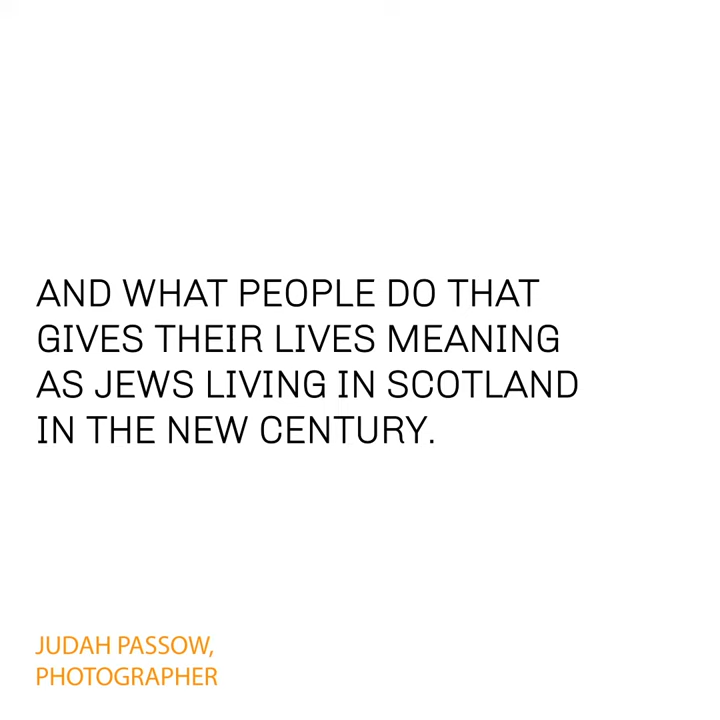 AND WHAT PEOPLE DO THAT
GIVES THEIR LIVES MEANING
AS JEWS LIVING IN SCOTLAND
IN THE NEW CENTURY.
JUDAH PASSOW,
PHOTOGRAPHER